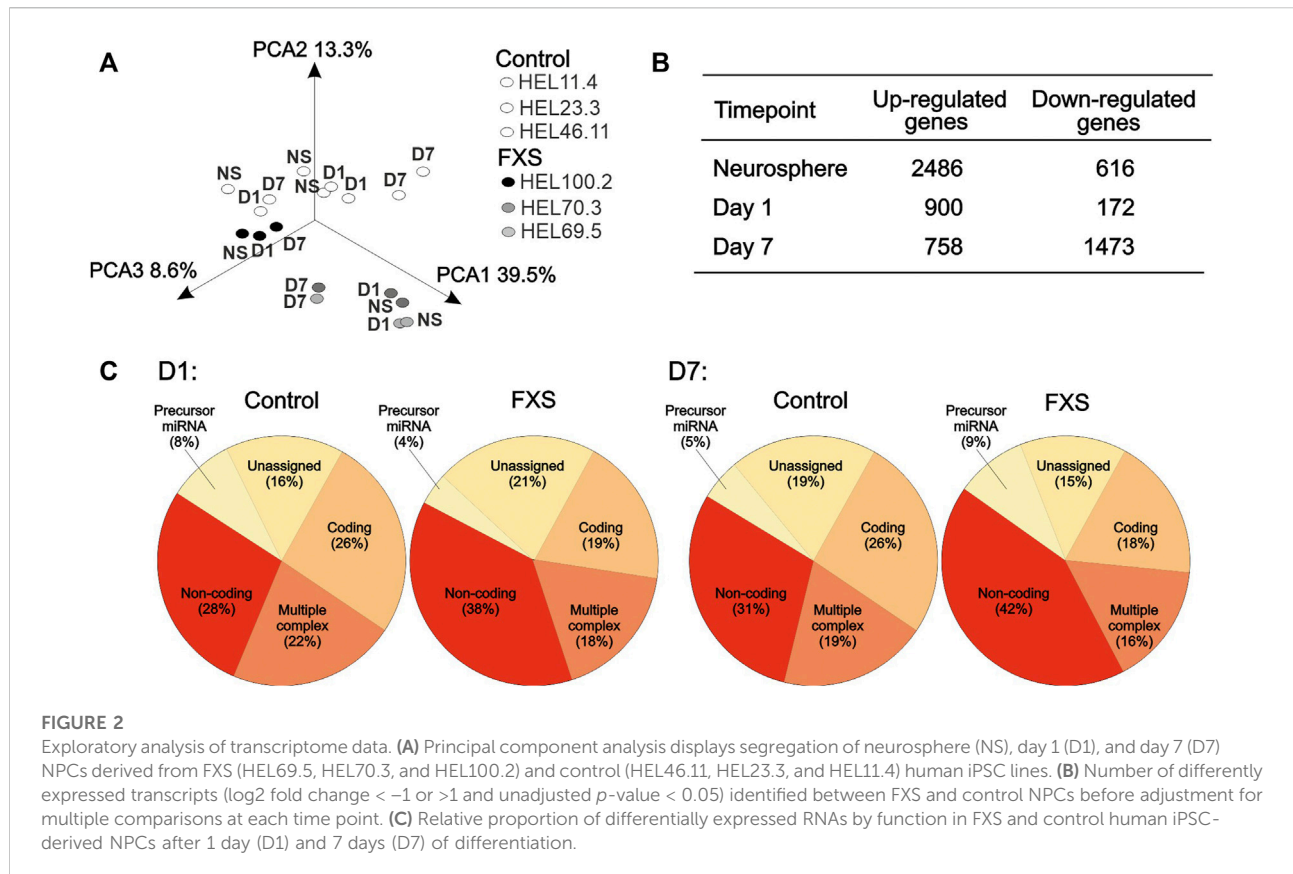 A
PCA2 13.3%
PCA3 8.6%
PCA1 39.5%
NS
D1
D7
NS
NS
D1
D1
D7
D7
NS
D1
D7
D7
D7
D1
NS
D1
NS
Control
HEL11.4
HEL23.3
HEL46.11
FXS
HEL100.2
HEL70.3
HEL69.5
B
Timepoint Up-regulated genes Down-regulated genes
Neurosphere 2486 616
Day 1 900 172
Day 7 758 1473
C
D1:
Control
Precursor
miRNA
(8%)
Unassigned
(16%)
Coding
(26%)
Non-coding
(28%)
Multiple
complex
(22%)
FXS
Precursor
miRNA
(4%)
Unassigned
(21%)
Coding
(19%)
Non-coding
(38%)
Multiple
complex
(18%)
D7:
Control
Precursor
miRNA
(5%)
Unassigned
(19%)
Coding
(26%)
Non-coding
(31%)
Multiple
complex
(19%)
FXS
Precursor
miRNA
(9%)
Unassigned
(15%)
Coding
(18%)
Non-coding
(42%)
Multiple
complex
(16%)
FIGURE 2
Exploratory analysis of transcriptome data. (A) Principal component analysis displays segregation of neurosphere (NS), day 1 (D1), and day 7 (D7)
NPCs derived from FXS (HEL69.5, HEL70.3, and HEL100.2) and control (HEL46.11, HEL23.3, and HEL11.4) human iPSC lines. (B) Number of differently
expressed transcripts (log2 fold change < –1 or >1 and unadjusted p-value < 0.05) identified between FXS and control NPCs before adjustment for
multiple comparisons at each time point. (C) Relative proportion of differentially expressed RNAs by function in FXS and control human iPSC-
derived NPCs after 1 day (D1) and 7 days (D7) of differentiation.